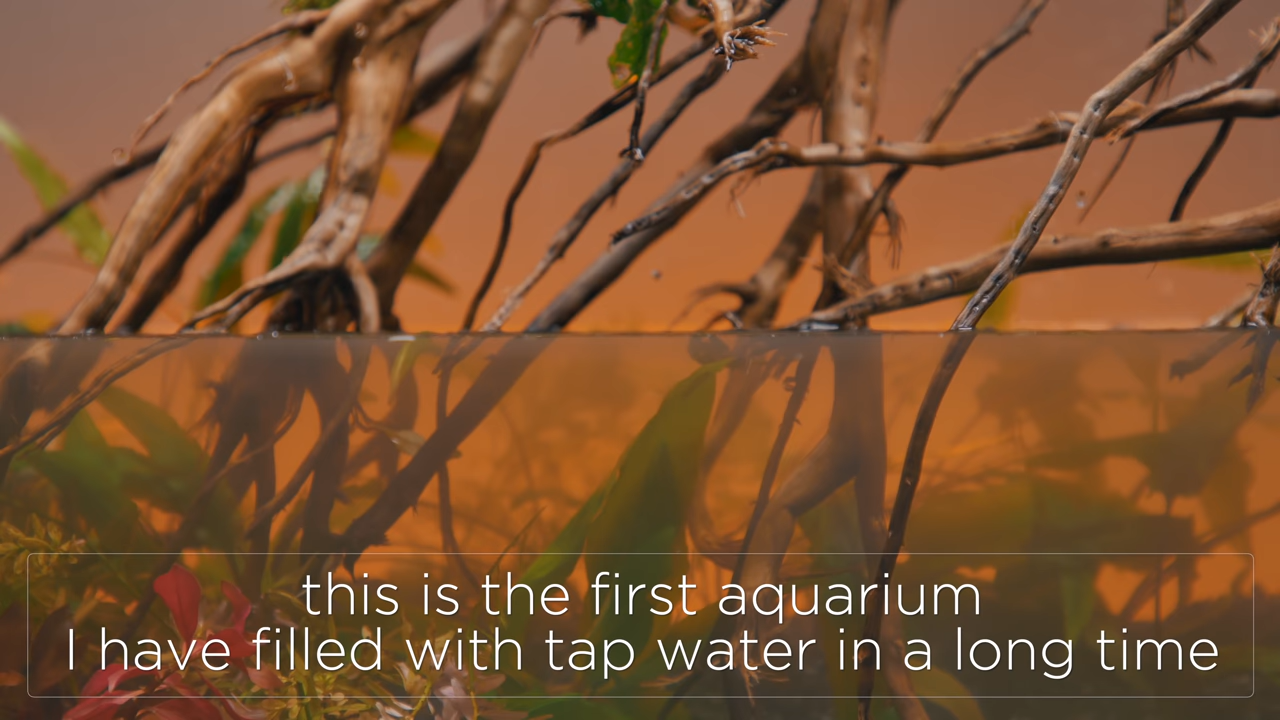 this is the first aquarium
I have filled with tap water in a long time